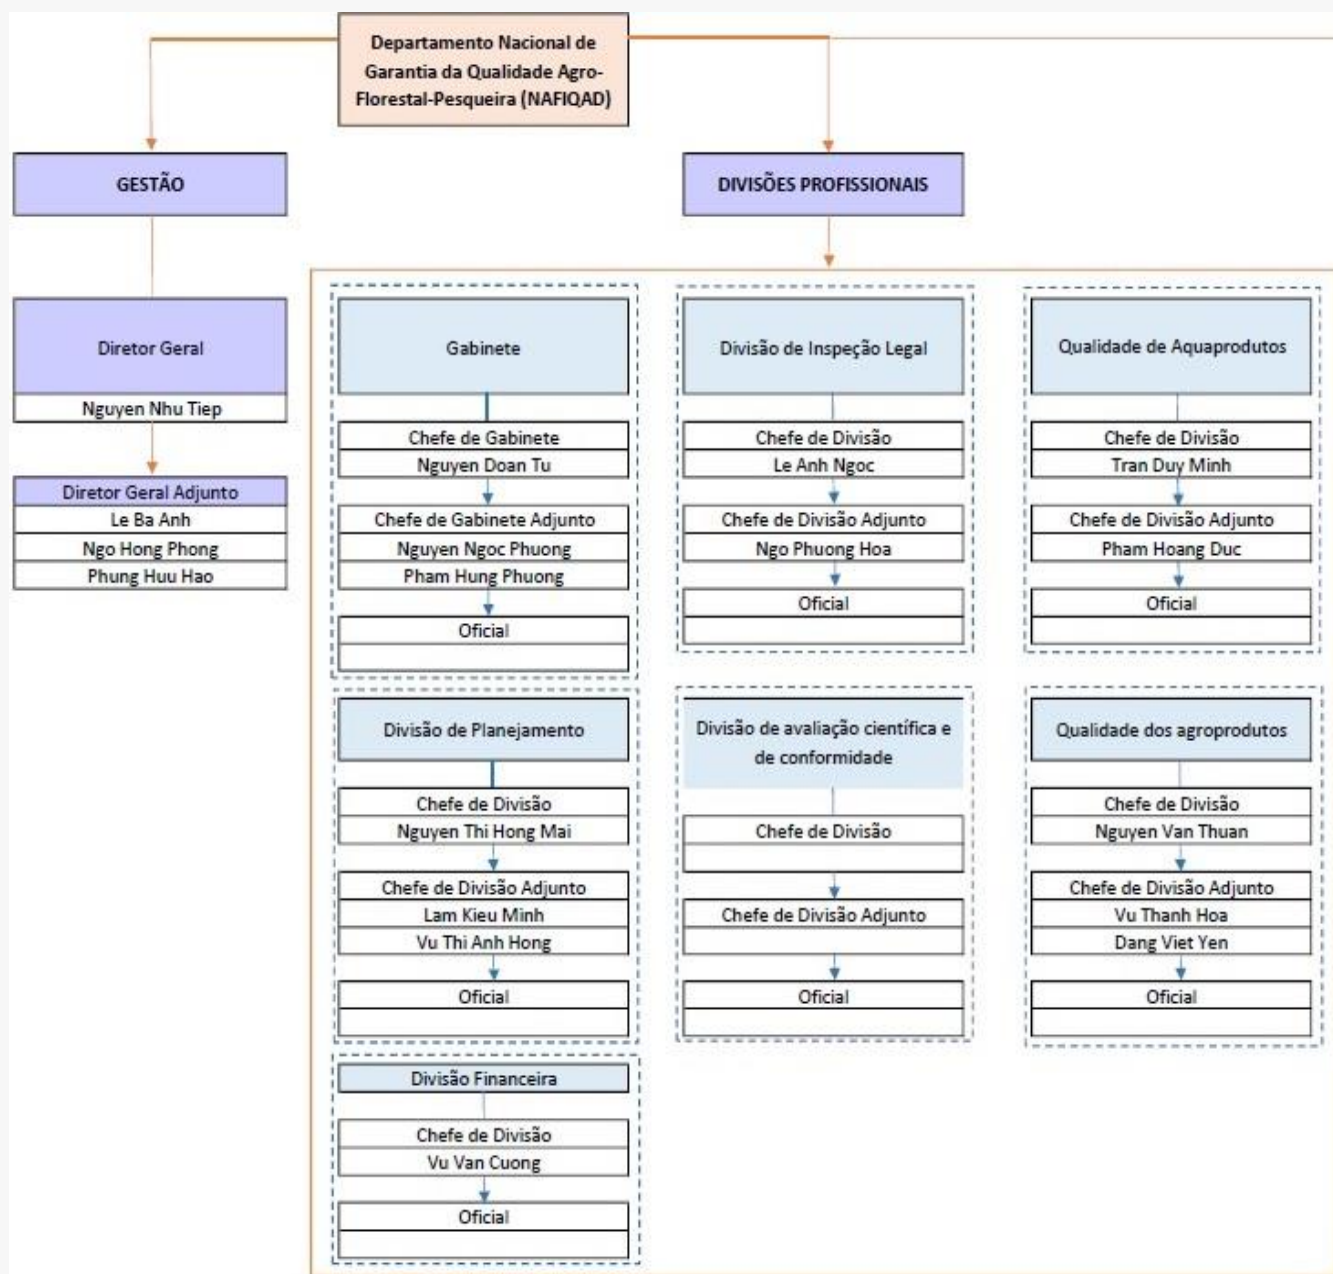 Departamento Nacional de
Garantia da Qualidade Agro-
Florestal-Pesqueira (NAFIQAD)
GESTÃO
DIVISÕES PROFISSIONAIS
Diretor Geral
Nguyen Nhu Tiep
Diretor Geral Adjunto
Le Ba Anh
Ngo Hong Phong
Phung Huu Hao
Gabinete
Chefe de Gabinete
Nguyen Doan Tu
Chefe de Gabinete Adjunto
Nguyen Ngoc Phuong
Pham Hung Phuong
Oficial
Divisão de Inspeção Legal
Chefe de Divisão
Le Anh Ngoc
Chefe de Divisão Adjunto
Ngo Phuong Hoa
Oficial
Qualidade de Aquaprodutos
Chefe de Divisão
Tran Duy Minh
Chefe de Divisão Adjunto
Pham Hoang Duc
Oficial
Divisão de Planejamento
Chefe de Divisão
Nguyen Thi Hong Mai
Chefe de Divisão Adjunto
Lam Kieu Minh
Vu Thi Anh Hong
Oficial
Divisão de avaliação científica e
de conformidade
Chefe de Divisão
Chefe de Divisão Adjunto
Oficial
Qualidade dos agroprodutos
Chefe de Divisão
Nguyen Van Thuan
Chefe de Divisão Adjunto
Vu Thanh Hoa
Dang Viet Yen
Oficial
Divisão Financeira
Chefe de Divisão
Vu Van Cuong
Oficial